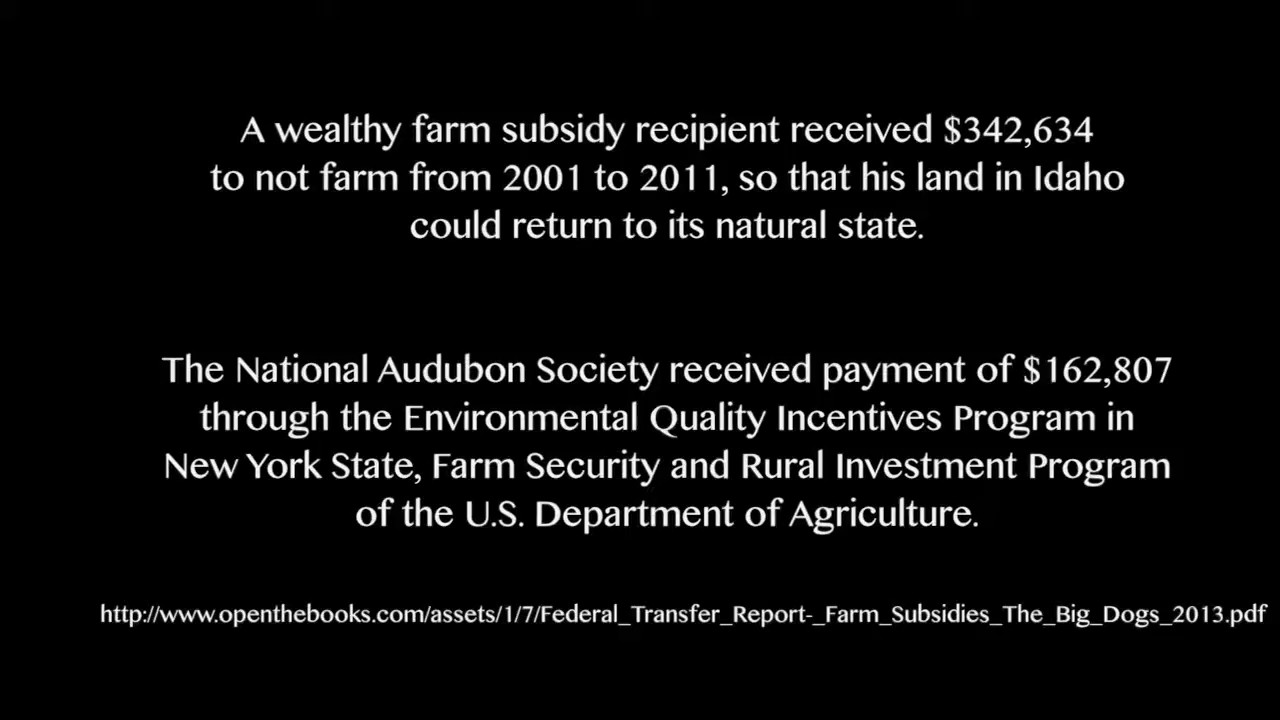 A wealthy farm subsidy recipient received $342,634
to not farm from 2001 to 2011, so that his land in Idaho
could return to its natural state.
The National Audubon Society received payment of $162,807
through the Environmental Quality Incentives Program in
New York State, Farm Security and Rural Investment Program
of the U.S. Department of Agriculture.
http://www.openthebooks.com/assets/1/7/Federal_Transfer_Report-_Farm_Subsidies_The_Big_Dogs_2013.pdf